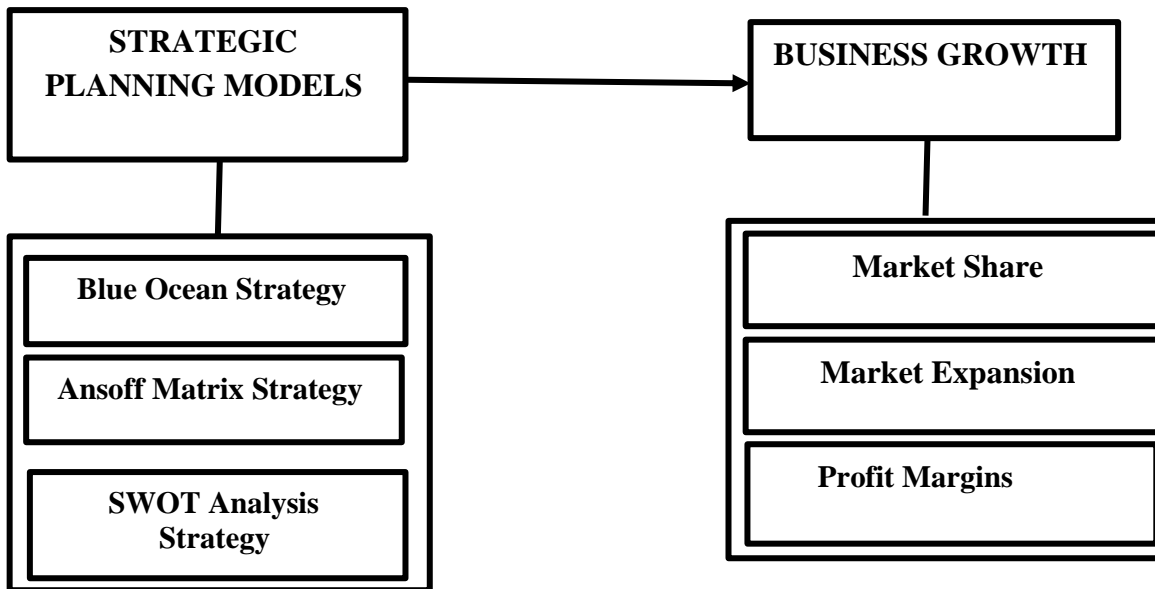 STRATEGIC
PLANNING MODELS
BUSINESS GROWTH
Blue Ocean Strategy
Ansoff Matrix Strategy
SWOT Analysis
Strategy
Market Share
Market Expansion
Profit Margins